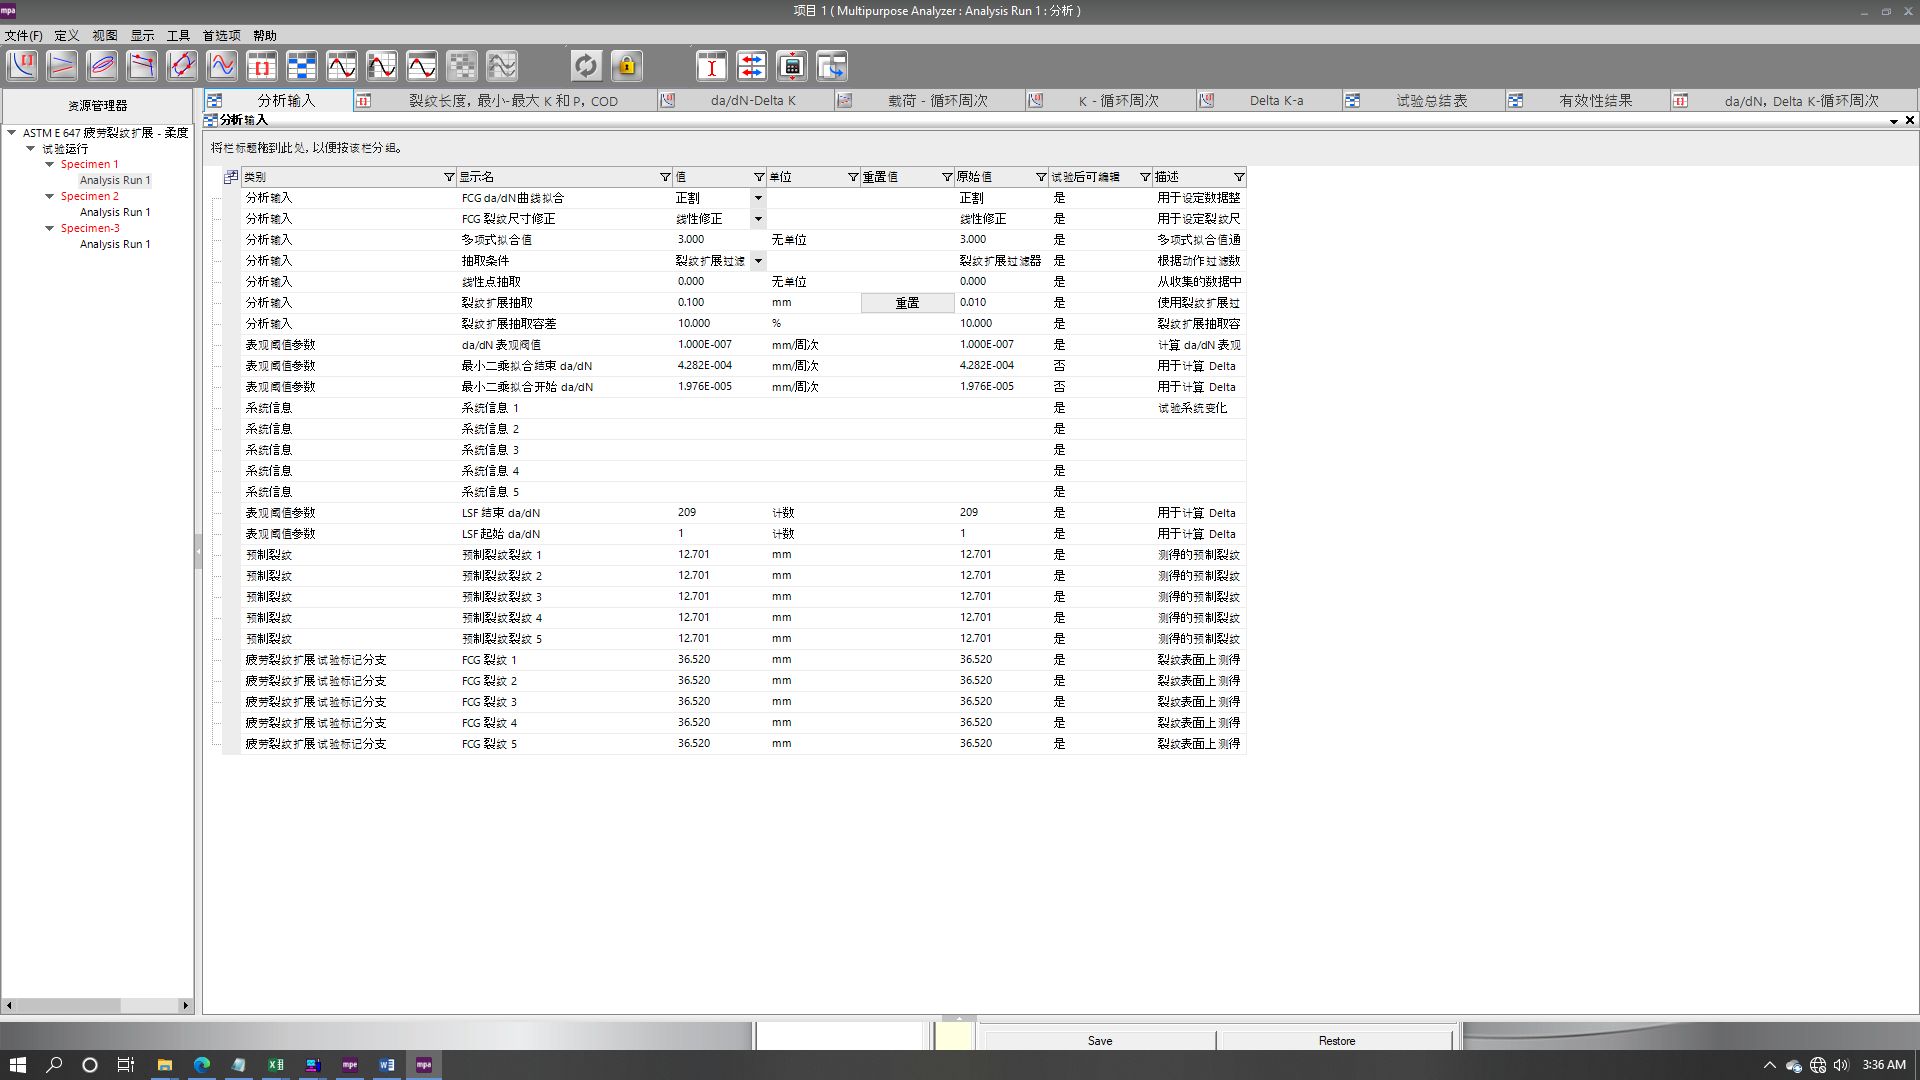 mpa
项目 1 ( Multipurpose Analyzer : Analysis Run 1 : 分析 )
文件(F) 定义 视图 显示 工具 首选项 帮助
资源管理器
分析输入 裂纹长度, 最小-最大 K 和 P, COD da/dN-Delta K 载荷 - 循环周次 K - 循环周次 Delta K-a 试验总结表 有效性结果 da/dN, Delta K-循环周次
分析输入
ASTM E 647 疲劳裂纹扩展 - 柔度
试验运行
Specimen 1
Analysis Run 1
Specimen 2
Analysis Run 1
Specimen-3
Analysis Run 1
将栏标题拖到此处, 以便按该栏分组。
类别 显示名 值 单位 重置值 原始值 试验后可编辑 描述
分析输入 FCG da/dN曲线拟合 正割 正割 是 用于设定数据整
分析输入 FCG 裂纹尺寸修正 线性修正 线性修正 是 用于设定裂纹尺
分析输入 多项式拟合值 3.000 无单位 3.000 是 多项式拟合值通
分析输入 抽取条件 裂纹扩展过滤 裂纹扩展过滤器 是 根据动作过滤数
分析输入 线性点抽取 0.000 无单位 0.000 是 从收集的数据中
分析输入 裂纹扩展抽取 0.100 mm 重置 0.010 是 使用裂纹扩展过
分析输入 裂纹扩展抽取容差 10.000 % 10.000 是 裂纹扩展抽取容
表观阈值参数 da/dN 表观阀值 1.000E-007 mm/周次 1.000E-007 是 计算 da/dN 表观
表观阈值参数 最小二乘拟合结束 da/dN 4.282E-004 mm/周次 4.282E-004 否 用于计算 Delta
表观阈值参数 最小二乘拟合开始 da/dN 1.976E-005 mm/周次 1.976E-005 否 用于计算 Delta
系统信息 系统信息 1 是 试验系统变化
系统信息 系统信息 2 是
系统信息 系统信息 3 是
系统信息 系统信息 4 是
系统信息 系统信息 5 是
表观阈值参数 LSF 结束 da/dN 209 计数 209 是 用于计算 Delta
表观阈值参数 LSF 起始 da/dN 1 计数 1 是 用于计算 Delta
预制裂纹 预制裂纹裂纹 1 12.701 mm 12.701 是 测得的预制裂纹
预制裂纹 预制裂纹裂纹 2 12.701 mm 12.701 是 测得的预制裂纹
预制裂纹 预制裂纹裂纹 3 12.701 mm 12.701 是 测得的预制裂纹
预制裂纹 预制裂纹裂纹 4 12.701 mm 12.701 是 测得的预制裂纹
预制裂纹 预制裂纹裂纹 5 12.701 mm 12.701 是 测得的预制裂纹
疲劳裂纹扩展试验标记分支 FCG 裂纹 1 36.520 mm 36.520 是 裂纹表面上测得
疲劳裂纹扩展试验标记分支 FCG 裂纹 2 36.520 mm 36.520 是 裂纹表面上测得
疲劳裂纹扩展试验标记分支 FCG 裂纹 3 36.520 mm 36.520 是 裂纹表面上测得
疲劳裂纹扩展试验标记分支 FCG 裂纹 4 36.520 mm 36.520 是 裂纹表面上测得
疲劳裂纹扩展试验标记分支 FCG 裂纹 5 36.520 mm 36.520 是 裂纹表面上测得
Save Restore
mpe mpa 3:36 AM